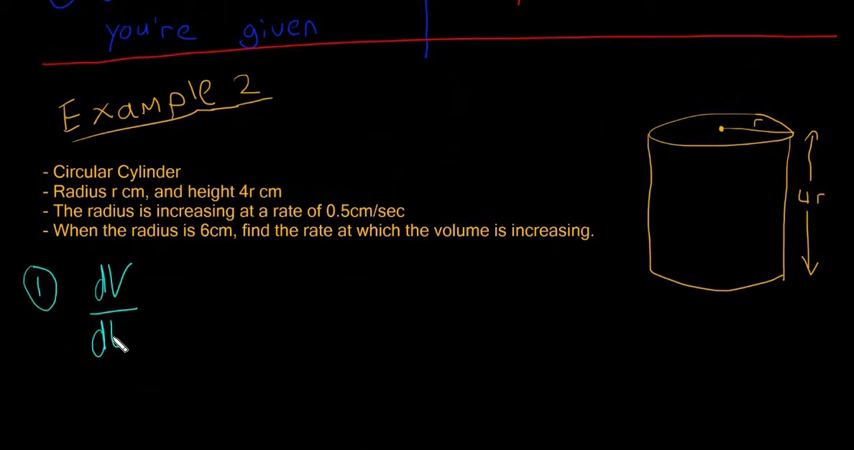 you're given
Example 2
- Circular Cylinder
- Radius r cm, and height 4r cm
- The radius is increasing at a rate of 0.5cm/sec
- When the radius is 6cm, find the rate at which the volume is increasing.
r
4r
1 dV
d